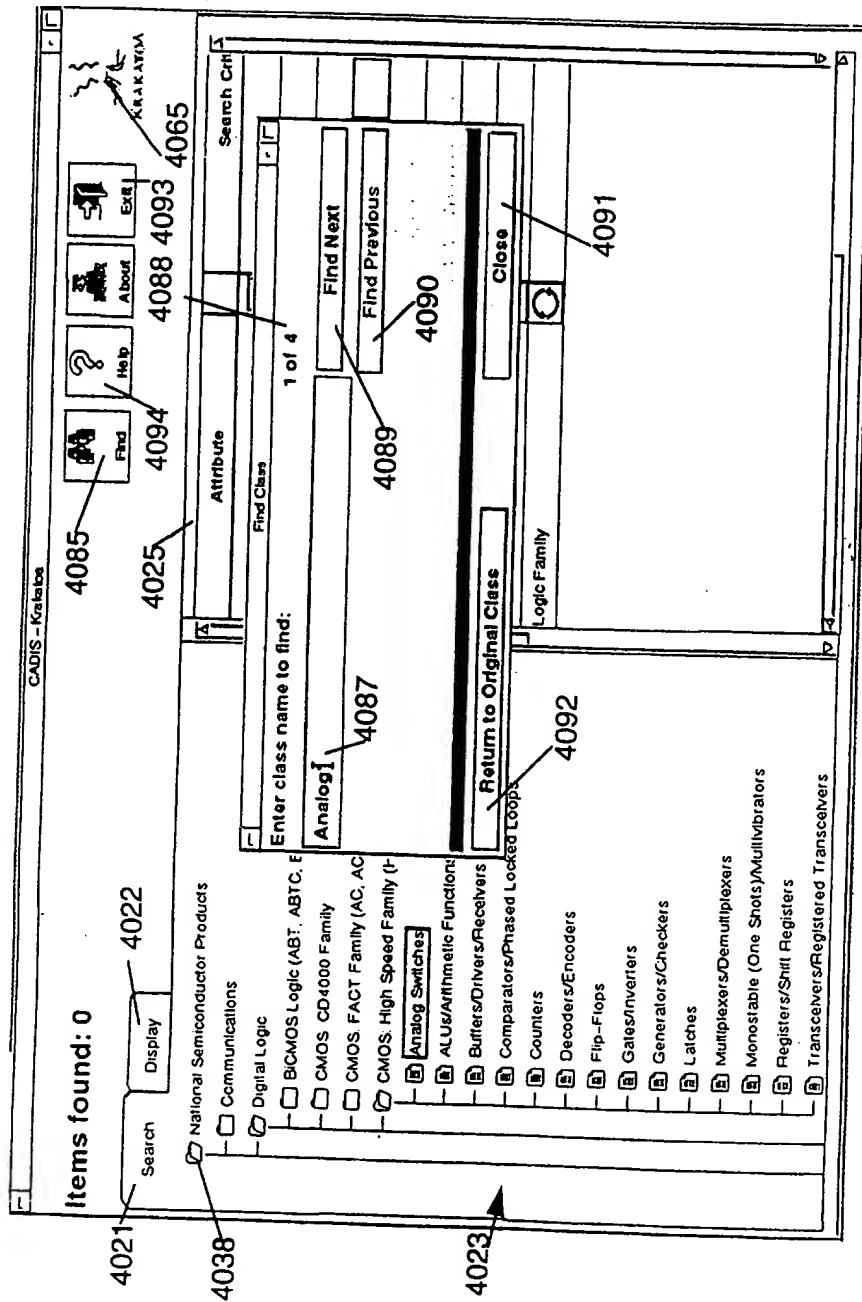 CADIS – Krakatoa
Items found: 0
Find
Help
About
Exit
KRAKATOA
4085
4094
4088
4093
4065
4021
Search
4022
Display
4025
Attribute
Search Crit
4038
National Semiconductor Products
Communications
Digital Logic
BiCMOS Logic (ABT, ABTC, B
CMOS: CD4000 Family
CMOS: FACT Family (AC, AC
CMOS: High Speed Family (H
Analog Switches
ALUs/Arithmetic Functions
Buffers/Drivers/Receivers
Comparators/Phased Locked Loops
Counters
Decoders/Encoders
Flip-Flops
Gates/Inverters
Generators/Checkers
Latches
Multiplexers/Demultiplexers
Monostable (One Shots)/Multivibrators
Registers/Shift Registers
Transceivers/Registered Transceivers
4023
Find Class
Enter class name to find:
1 of 4
Analog
Find Next
Find Previous
4087
4089
4090
Return to Original Class
Close
4092
4091
Logic Family